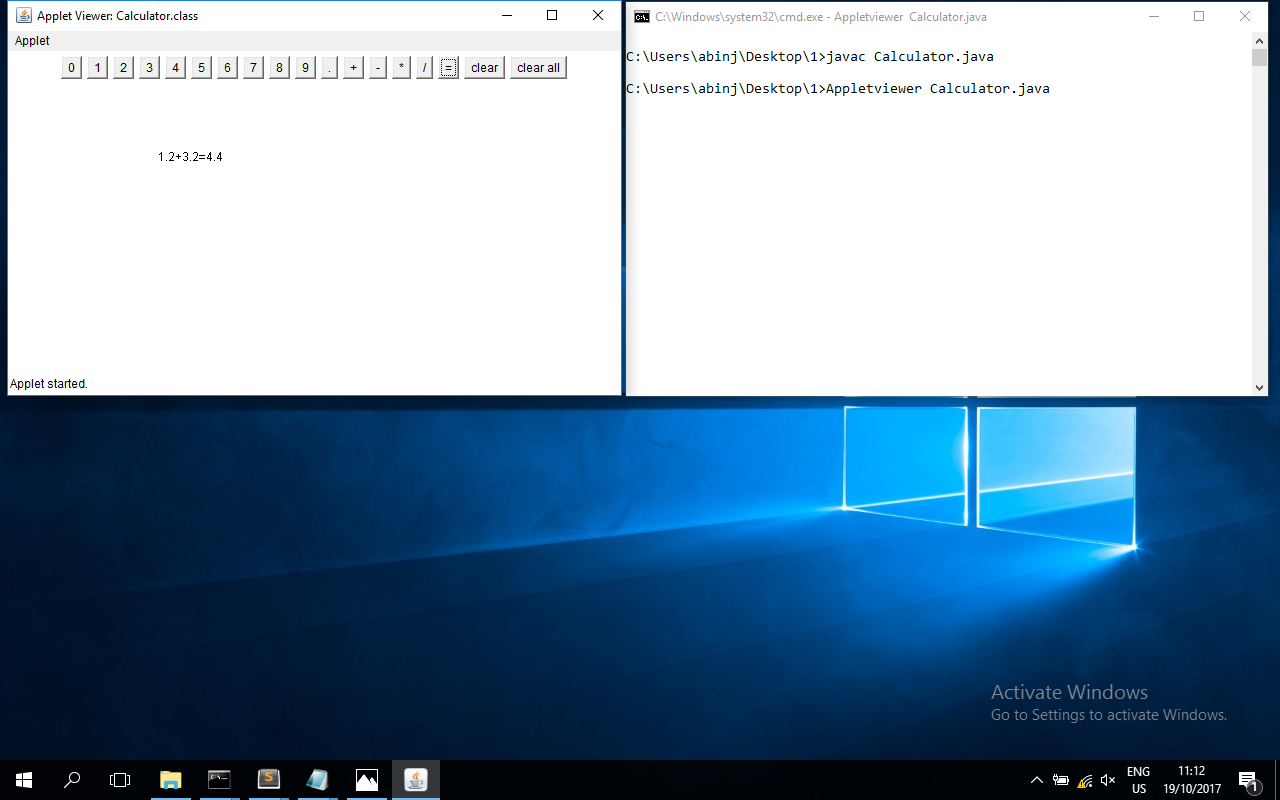 Applet Viewer: Calculator.class
Applet
0 1 2 3 4 5 6 7 8 9 . + - * / = clear clear all
1.2+3.2=4.4
Applet started.
C:\Windows\system32\cmd.exe - Appletviewer Calculator.java
C:\Users\abinj\Desktop\1>javac Calculator.java
C:\Users\abinj\Desktop\1>Appletviewer Calculator.java
Activate Windows
Go to Settings to activate Windows.
ENG
US
11:12
19/10/2017
1